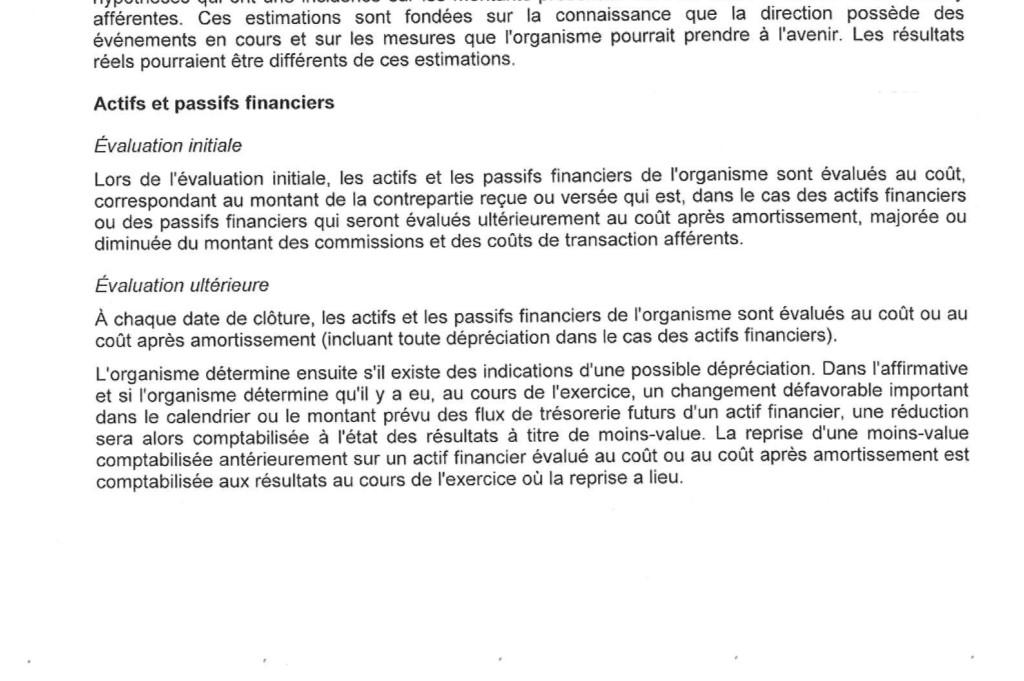 afférentes. Ces estimations sont fondées sur la connaissance que la direction possède des
événements en cours et sur les mesures que l'organisme pourrait prendre à l'avenir. Les résultats
réels pourraient être différents de ces estimations.
Actifs et passifs financiers
Évaluation initiale
Lors de l'évaluation initiale, les actifs et les passifs financiers de l'organisme sont évalués au coût,
correspondant au montant de la contrepartie reçue ou versée qui est, dans le cas des actifs financiers
ou des passifs financiers qui seront évalués ultérieurement au coût après amortissement, majorée ou
diminuée du montant des commissions et des coûts de transaction afférents.
Évaluation ultérieure
À chaque date de clôture, les actifs et les passifs financiers de l'organisme sont évalués au coût ou au
coût après amortissement (incluant toute dépréciation dans le cas des actifs financiers).
L'organisme détermine ensuite s'il existe des indications d'une possible dépréciation. Dans l'affirmative
et si l'organisme détermine qu'il y a eu, au cours de l'exercice, un changement défavorable important
dans le calendrier ou le montant prévu des flux de trésorerie futurs d'un actif financier, une réduction
sera alors comptabilisée à l'état des résultats à titre de moins-value. La reprise d'une moins-value
comptabilisée antérieurement sur un actif financier évalué au coût ou au coût après amortissement est
comptabilisée aux résultats au cours de l'exercice où la reprise a lieu.